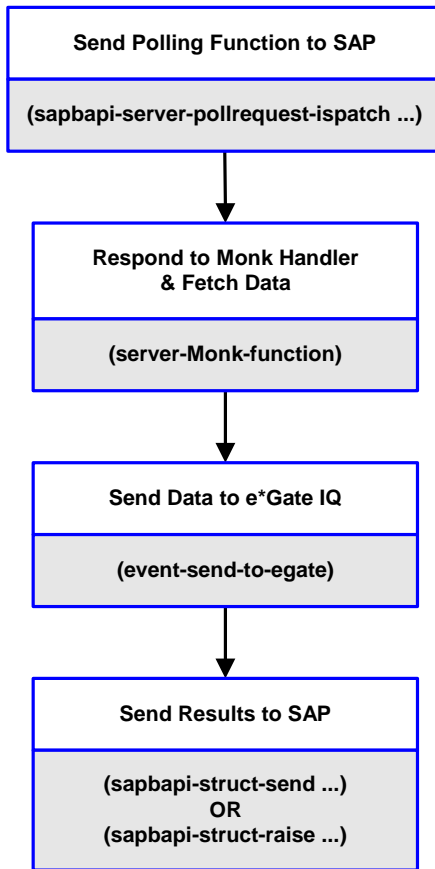 Send Polling Function to SAP
(sapbapi-server-pollrequest-ispatch ...)
Respond to Monk Handler
& Fetch Data
(server-Monk-function)
Send Data to e*Gate IQ
(event-send-to-egate)
Send Results to SAP
(sapbapi-struct-send ...)
OR
(sapbapi-struct-raise ...)